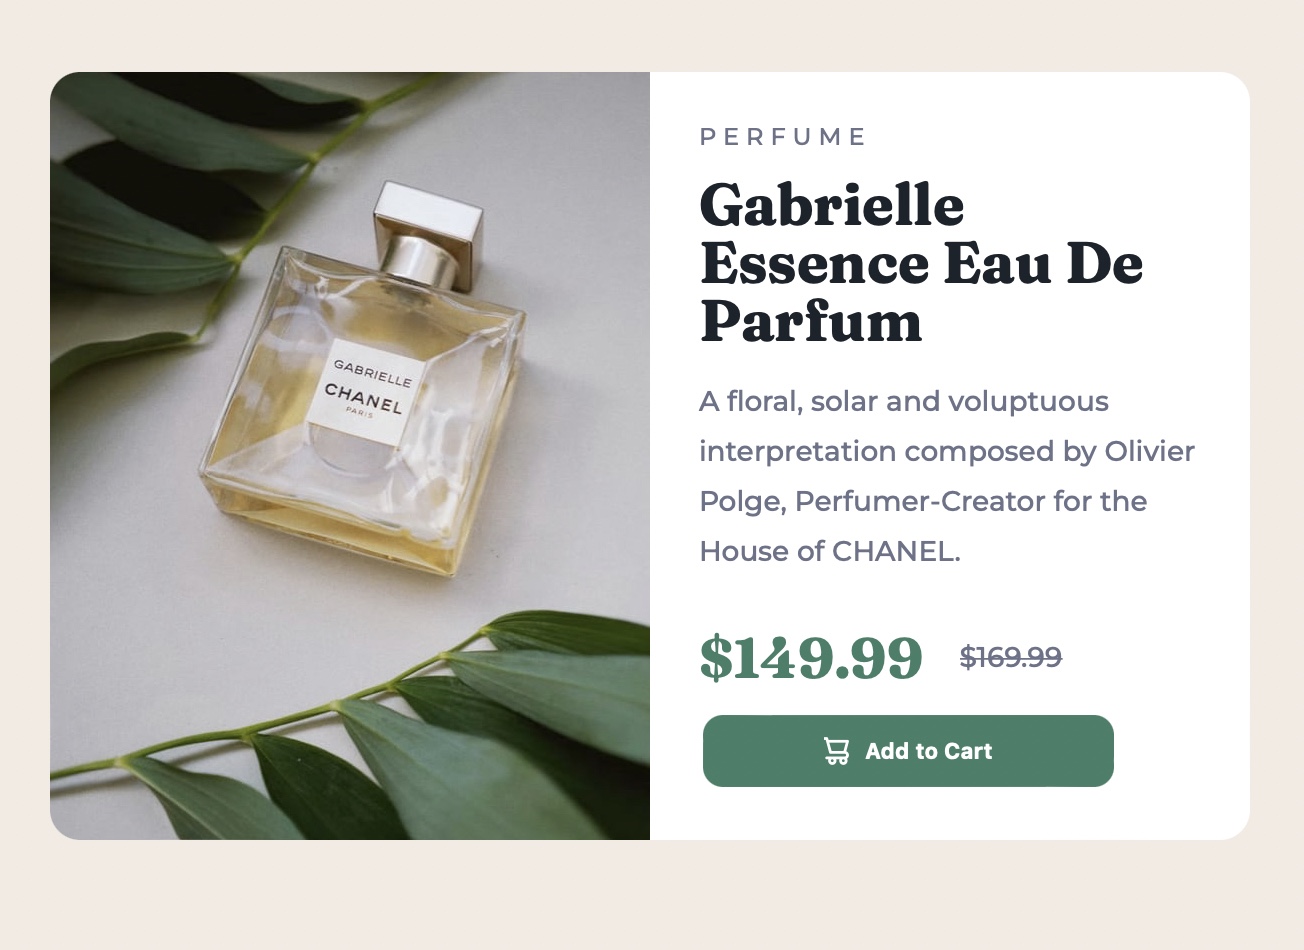 GABRIELLE
CHANEL
PARIS
PERFUME
Gabrielle
Essence Eau De
Parfum
A floral, solar and voluptuous
interpretation composed by Olivier
Polge, Perfumer-Creator for the
House of CHANEL.
$149.99 $169.99
Add to Cart